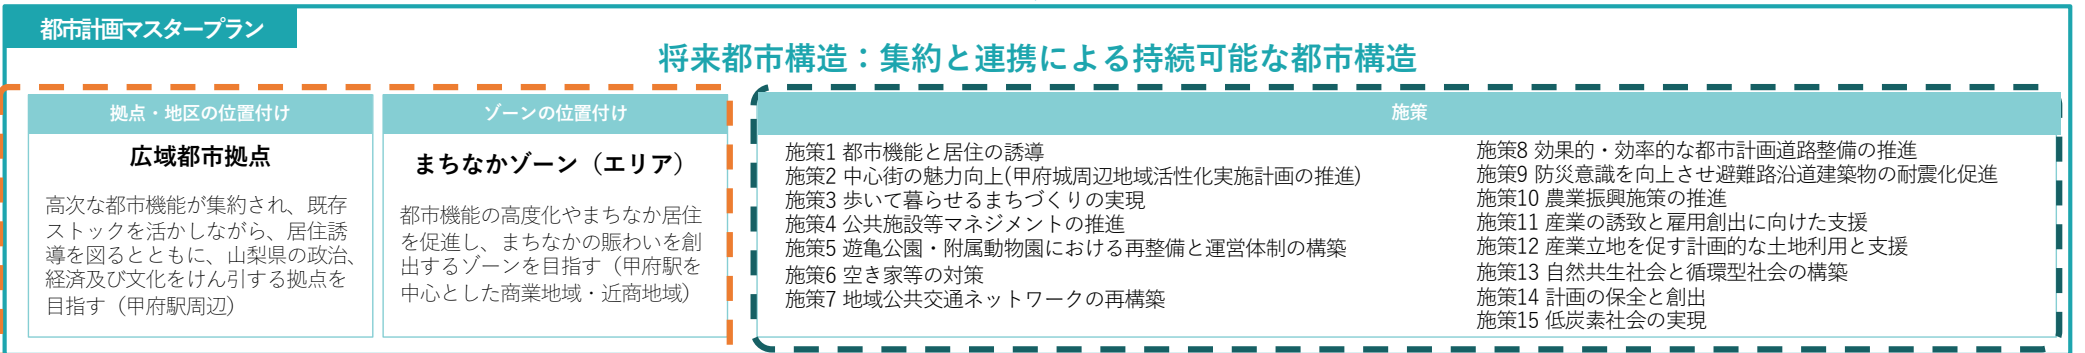 都市計画マスタープラン
将来都市構造：集約と連携による持続可能な都市構造
拠点・地区の位置付け
広域都市拠点
高次な都市機能が集約され、既存
ストックを活かしながら、居住誘
導を図るとともに、山梨県の政治、
経済及び文化をけん引する拠点を
目指す（甲府駅周辺）
ゾーンの位置付け
まちなかゾーン（エリア）
都市機能の高度化やまちなか居住
を促進し、まちなかの賑わいを創
出するゾーンを目指す（甲府駅を
中心とした商業地域・近商地域）
施策
施策1 都市機能と居住の誘導
施策2 中心街の魅力向上(甲府城周辺地域活性化実施計画の推進)
施策3 歩いて暮らせるまちづくりの実現
施策4 公共施設等マネジメントの推進
施策5 遊亀公園・附属動物園における再整備と運営体制の構築
施策6 空き家等の対策
施策7 地域公共交通ネットワークの再構築
施策8 効果的・効率的な都市計画道路整備の推進
施策9 防災意識を向上させ避難路沿道建築物の耐震化促進
施策10 農業振興施策の推進
施策11 産業の誘致と雇用創出に向けた支援
施策12 産業立地を促す計画的な土地利用と支援
施策13 自然共生社会と循環型社会の構築
施策14 計画の保全と創出
施策15 低炭素社会の実現